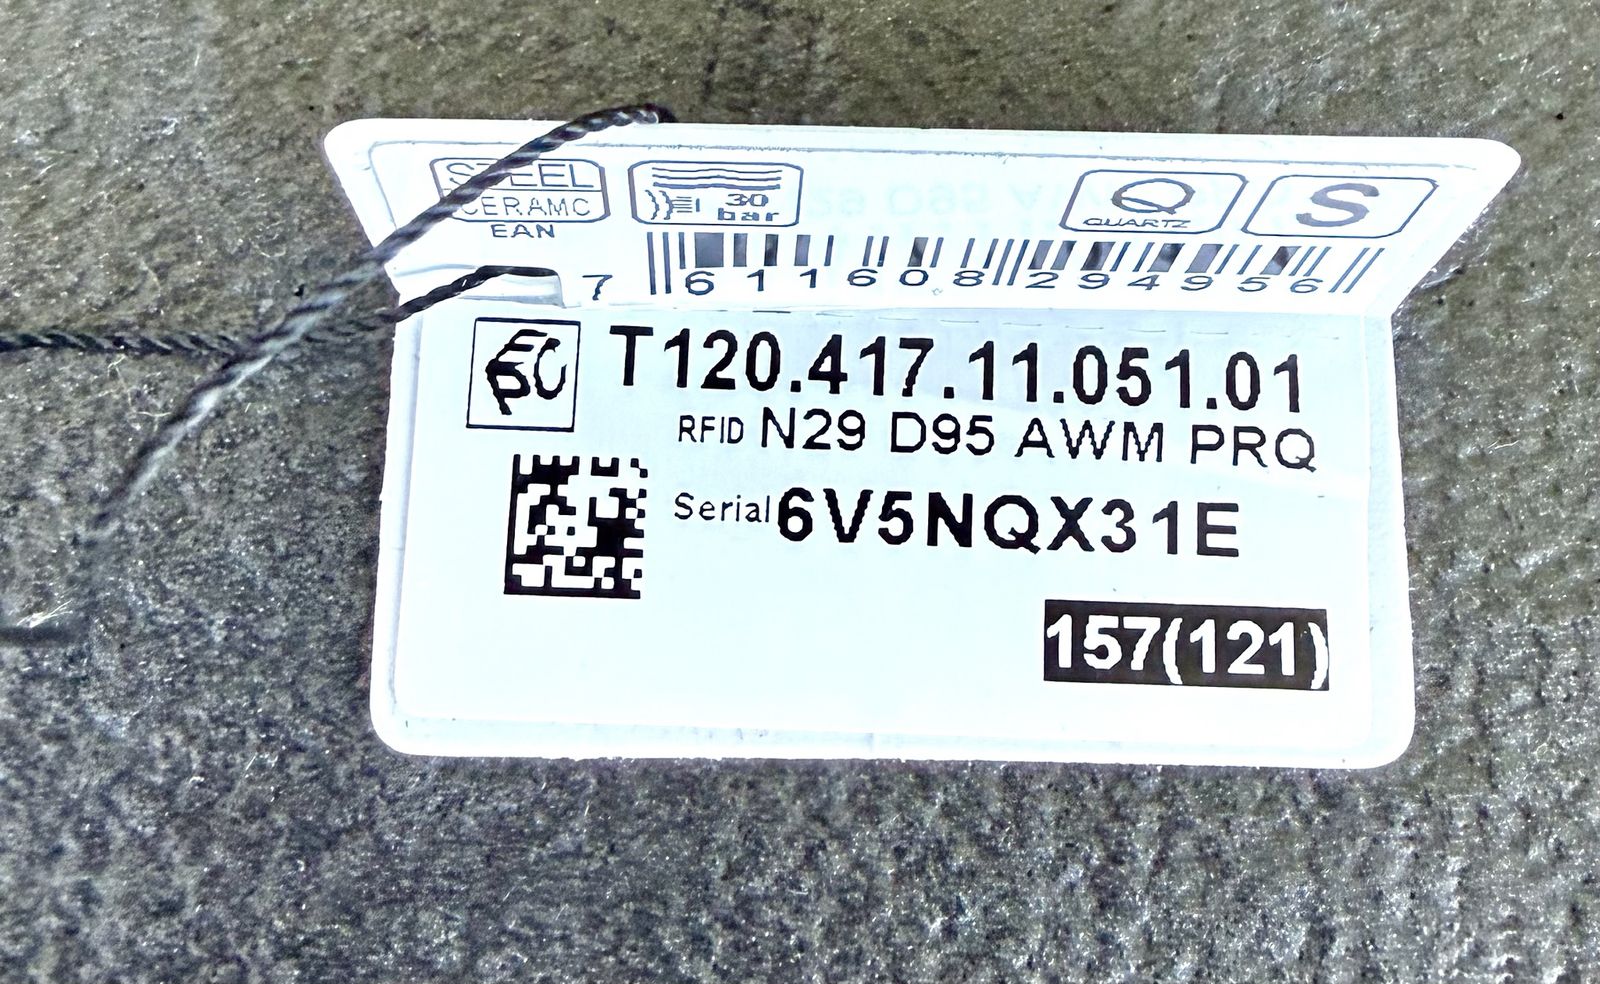 STEEL
CERAMC
30
bar
Q
QUARTZ
S
EAN
7 611608 294956
EPC
T120.417.11.051.01
RFID N29 D95 AWM PRQ
Serial 6V5NQX31E
157(121)